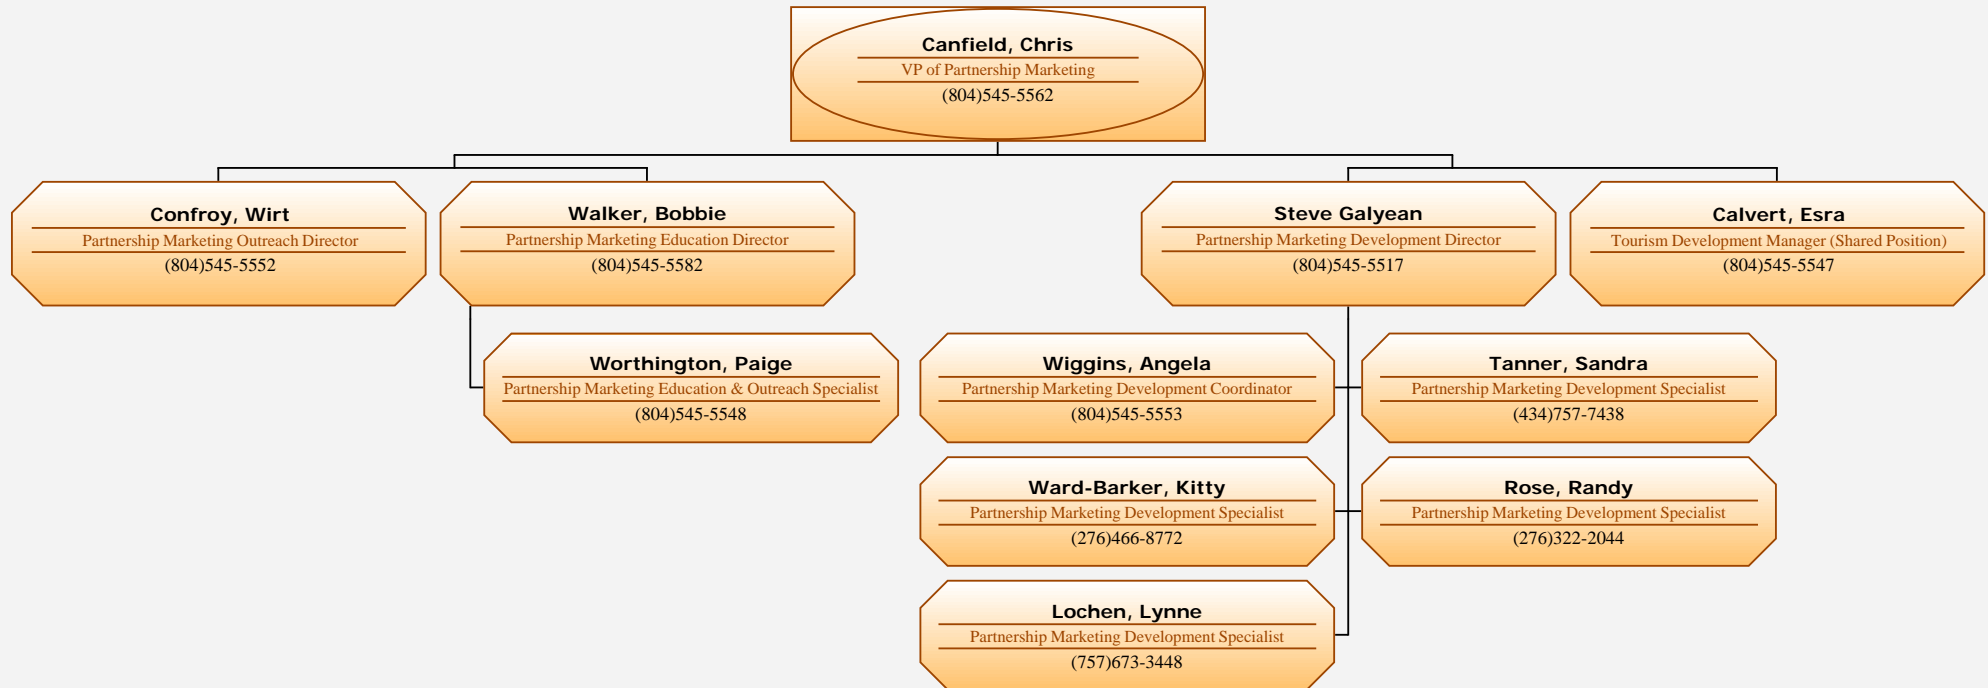 Canfield, Chris
VP of Partnership Marketing
(804)545-5562
Confroy, Wirt
Partnership Marketing Outreach Director
(804)545-5552
Walker, Bobbie
Partnership Marketing Education Director
(804)545-5582
Steve Galyean
Partnership Marketing Development Director
(804)545-5517
Calvert, Esra
Tourism Development Manager (Shared Position)
(804)545-5547
Worthington, Paige
Partnership Marketing Education & Outreach Specialist
(804)545-5548
Wiggins, Angela
Partnership Marketing Development Coordinator
(804)545-5553
Tanner, Sandra
Partnership Marketing Development Specialist
(434)757-7438
Ward-Barker, Kitty
Partnership Marketing Development Specialist
(276)466-8772
Rose, Randy
Partnership Marketing Development Specialist
(276)322-2044
Lochen, Lynne
Partnership Marketing Development Specialist
(757)673-3448